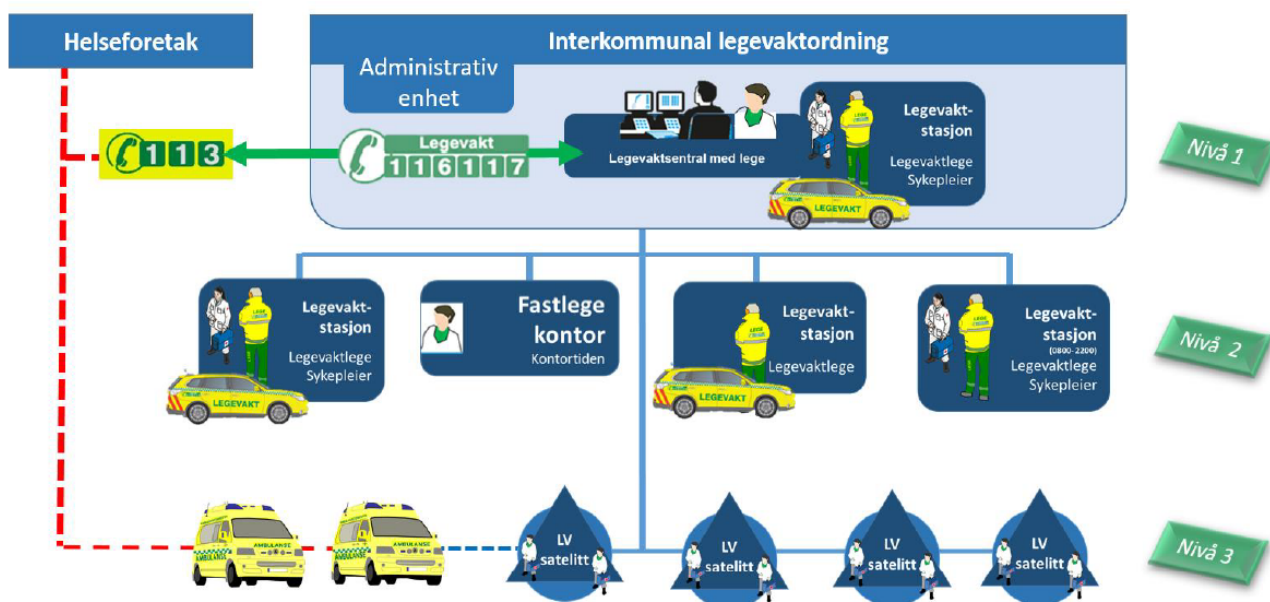 Helseforetak
Interkommunal legevaktordning
Administrativ
enhet
113
Legevakt
116117
Legevaktsentral med lege
Legevakt-
stasjon
Legevaktlege
Sykepleier
LEGEVAKT
Nivå 1
Legevakt-
stasjon
Legevaktlege
Sykepleier
LEGEVAKT
Fastlege
kontor
Kontortiden
Legevakt-
stasjon
Legevaktlege
LEGEVAKT
Legevakt-
stasjon
(0800-2200)
Legevaktlege
Sykepleier
Nivå 2
AMBULANSE
AMBULANSE
LV
satelitt
LV
satelitt
LV
satelitt
LV
satelitt
Nivå 3